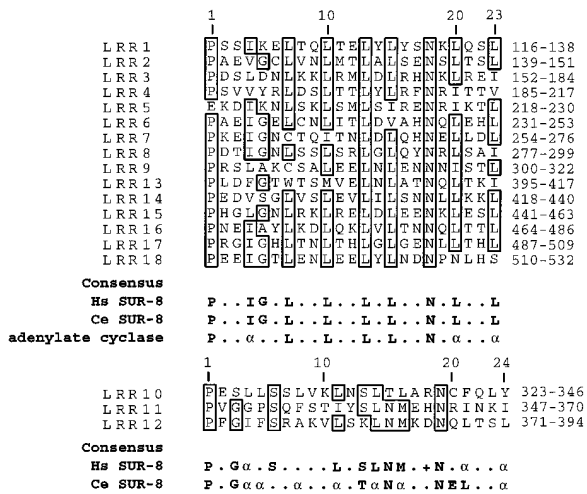 1 10 20 23
LRR1 PSSIKELTQLTELYLYSNKLQSL 116-138
LRR2 PAEVGCLVNLMTLALSENSLTSL 139-151
LRR3 PDSLDNLKKLRMLDLRHNKLREI 152-184
LRR4 PSVVYRLDSLTTLYLRFNRITTV 185-217
LRR5 EKDIKNLSKLSMLSIRENRIKTL 218-230
LRR6 PAEIGELCNLITLDVAHNQLEHL 231-253
LRR7 PKEIGNCTQITNLDLQHNELLDL 254-276
LRR8 PDTIGNLSSLSRLGLQYNRLSAI 277-299
LRR9 PRSLAKCSALEELNLENNNISTL 300-322
LRR13 PLDFGTWTSMVELNLATNQLTKI 395-417
LRR14 PEDVSGLVSLEVLILSNNLLKKL 418-440
LRR15 PHGLGNLRKLRELDLEENKLESL 441-463
LRR16 PNEIAYLKDLQKLVLTNNQLTTL 464-486
LRR17 PRGIGHLTNLTHLGLGENLLTHL 487-509
LRR18 PEEIGTLENLEELYLNDNPNLHS 510-532
Consensus
Hs SUR-8 P..IG.L..L..L.L..N.L..L
Ce SUR-8 P..IG.L..L..L.L..N.L..L
adenylate cyclase P..α..L..L..L.L..N.α..α
1 10 20 24
LRR10 PESLLSSLVKLNSLTLARNCFQLY 323-346
LRR11 PVGGPSQFSTIYSLNMEHNRINKI 347-370
LRR12 PFGIFSRAKVLSKLNMKDNQLTSL 371-394
Consensus
Hs SUR-8 P.Gα.S....L.SLNM.+N.α..α
Ce SUR-8 P.Gαα.α...α.TαNα..NEL..α